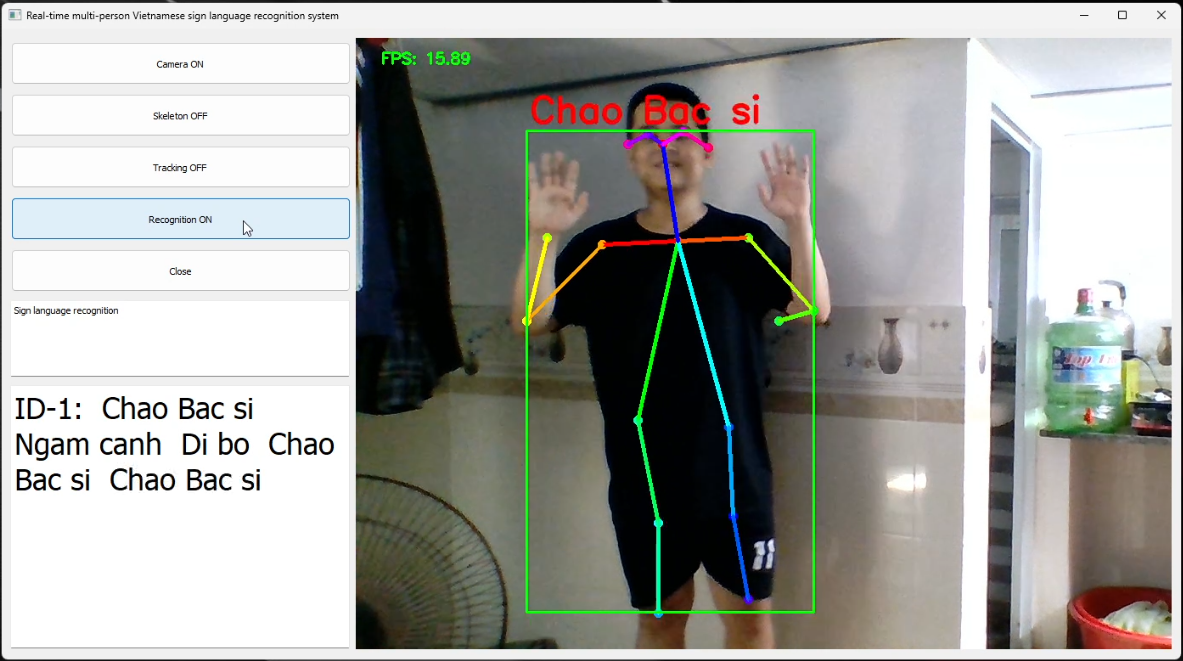 Real-time multi-person Vietnamese sign language recognition system
Camera ON
Skeleton OFF
Tracking OFF
Recognition ON
Close
Sign language recognition
ID-1:  Chao Bac si
Ngam canh  Di bo  Chao
Bac si  Chao Bac si
FPS: 15.89
Chao Bac si
11